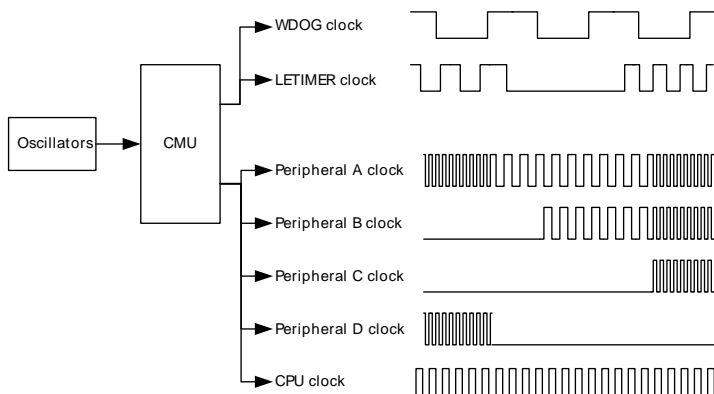 WDOG clock
LETIMER clock
Oscillators
CMU
Peripheral A clock
Peripheral B clock
Peripheral C clock
Peripheral D clock
CPU clock